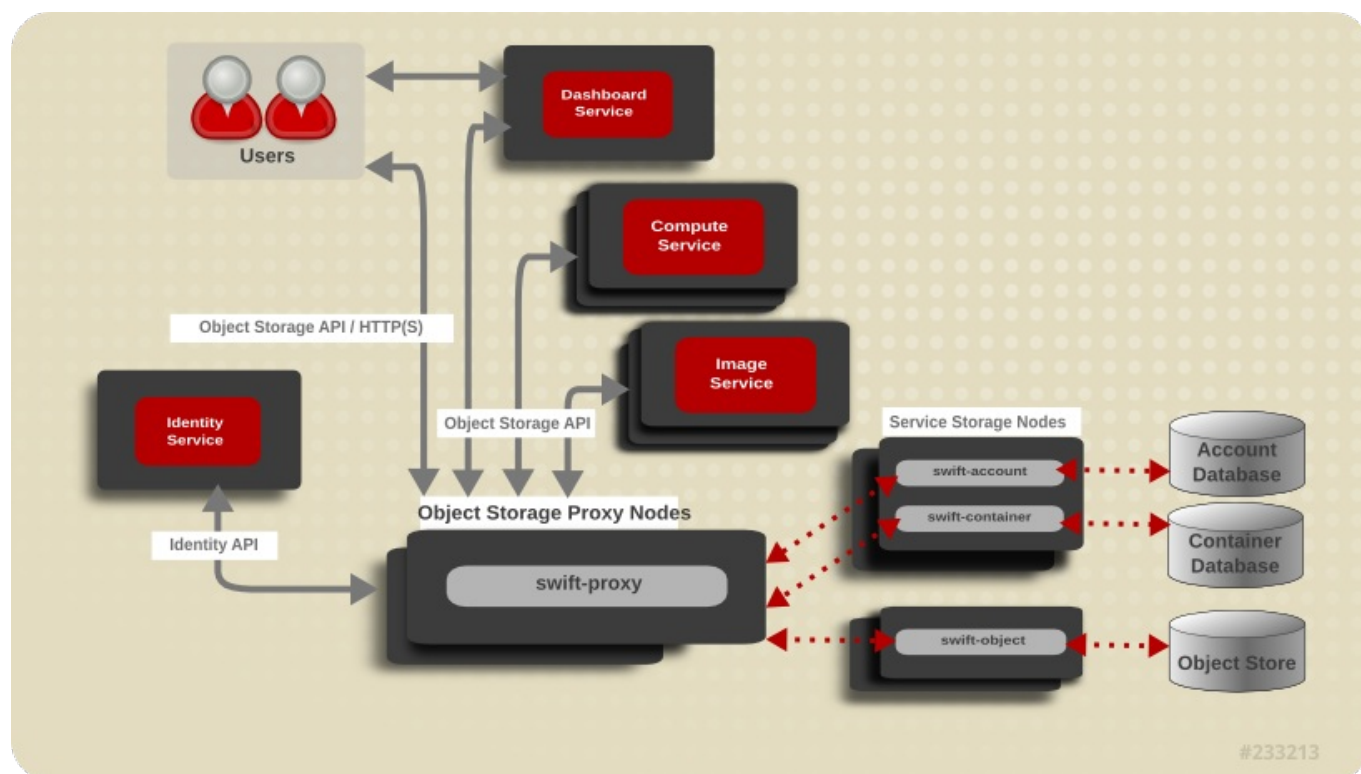 Users
Dashboard
Service
Compute
Service
Object Storage API / HTTP(S)
Image
Service
Identity
Service
Object Storage API
Service Storage Nodes
swift-account
Account
Database
Object Storage Proxy Nodes
swift-container
Identity API
Container
Database
swift-proxy
swift-object
Object Store
#233213